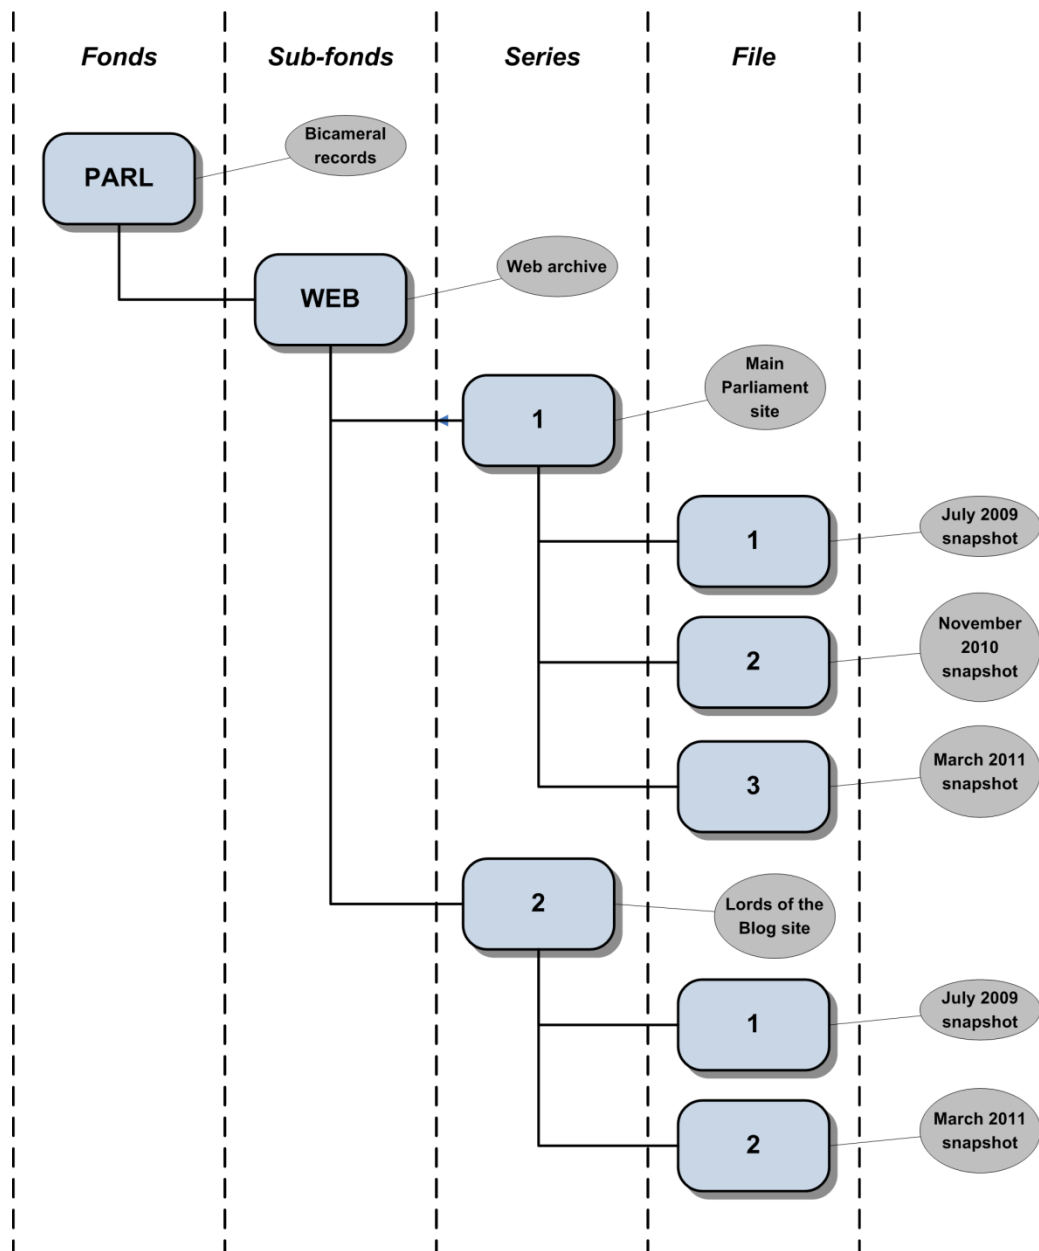 Fonds Sub-fonds Series File
Bicameral
records
PARL
Web archive
WEB
Main
Parliament
site
1
July 2009
snapshot
1
November
2010
snapshot
2
March 2011
snapshot
3
2
Lords of the
Blog site
July 2009
snapshot
1
March 2011
snapshot
2